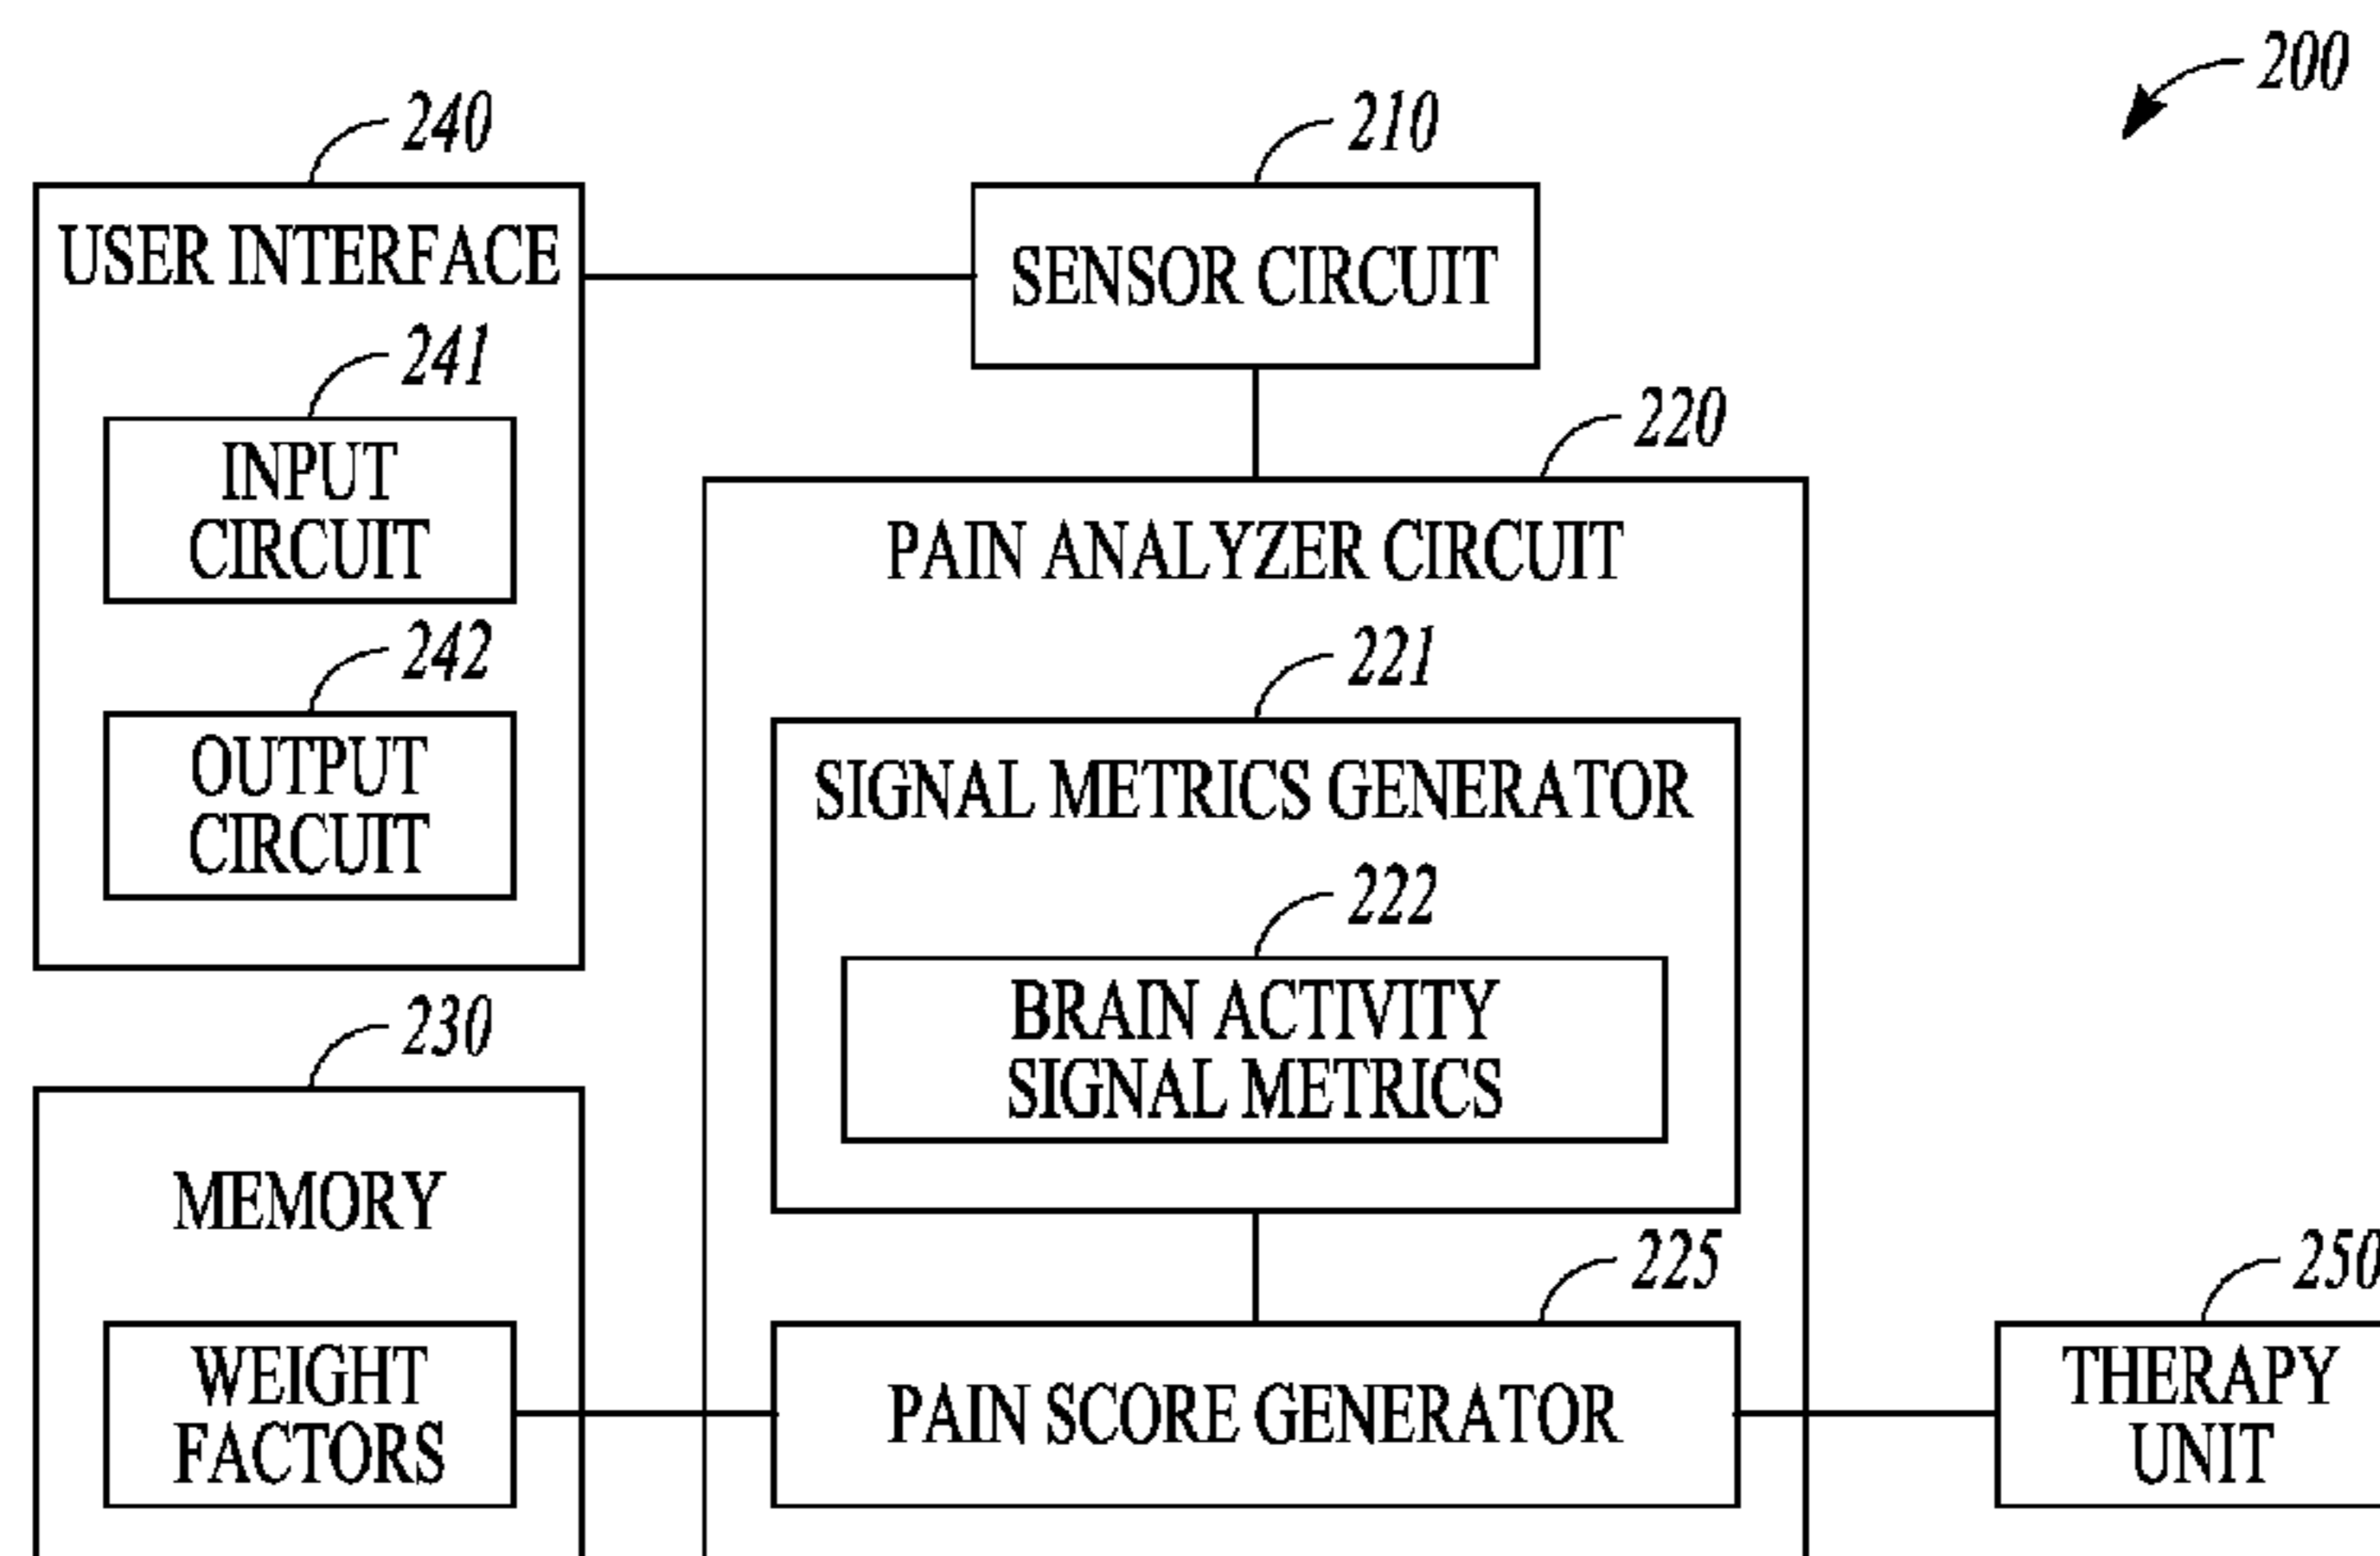 200
240
USER INTERFACE
241
INPUT
CIRCUIT
242
OUTPUT
CIRCUIT
210
SENSOR CIRCUIT
220
PAIN ANALYZER CIRCUIT
221
SIGNAL METRICS GENERATOR
222
BRAIN ACTIVITY
SIGNAL METRICS
230
MEMORY
WEIGHT
FACTORS
225
PAIN SCORE GENERATOR
250
THERAPY
UNIT